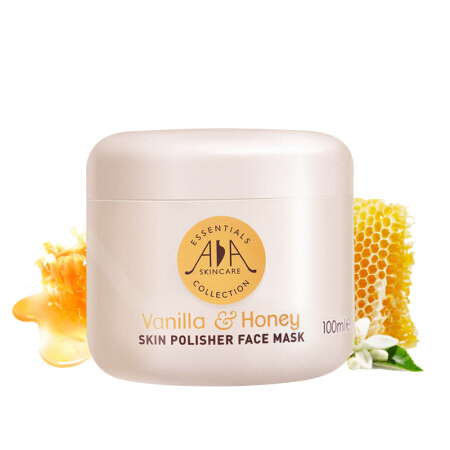 ESSENTIALS
AA
SKINCARE
COLLECTION
Vanilla & Honey
SKIN POLISHER FACE MASK
100ml e